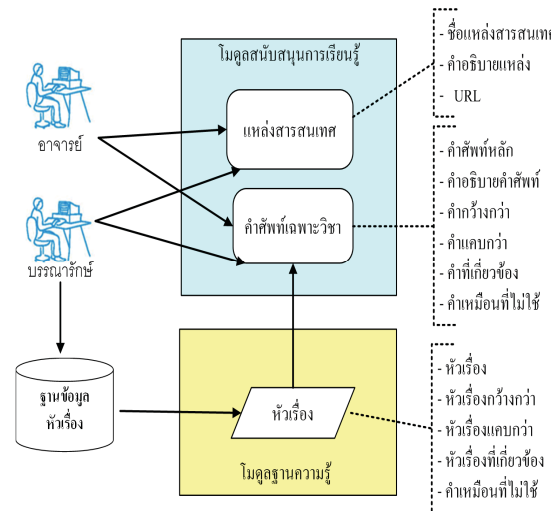 โมดูลสนับสนุนการเรียนรู้
อาจารย์
แหล่งสารสนเทศ
คำศัพท์เฉพาะวิชา
บรรณารักษ์
- ชื่อแหล่งสารสนเทศ
- คำอธิบายแหล่ง
- URL
- คำศัพท์หลัก
- คำอธิบายคำศัพท์
- คำกว้างกว่า
- คำแคบกว่า
- คำที่เกี่ยวข้อง
- คำเหมือนที่ไม่ใช้
ฐานข้อมูล
หัวเรื่อง
หัวเรื่อง
โมดูลฐานความรู้
- หัวเรื่อง
- หัวเรื่องกว้างกว่า
- หัวเรื่องแคบกว่า
- หัวเรื่องที่เกี่ยวข้อง
- คำเหมือนที่ไม่ใช้